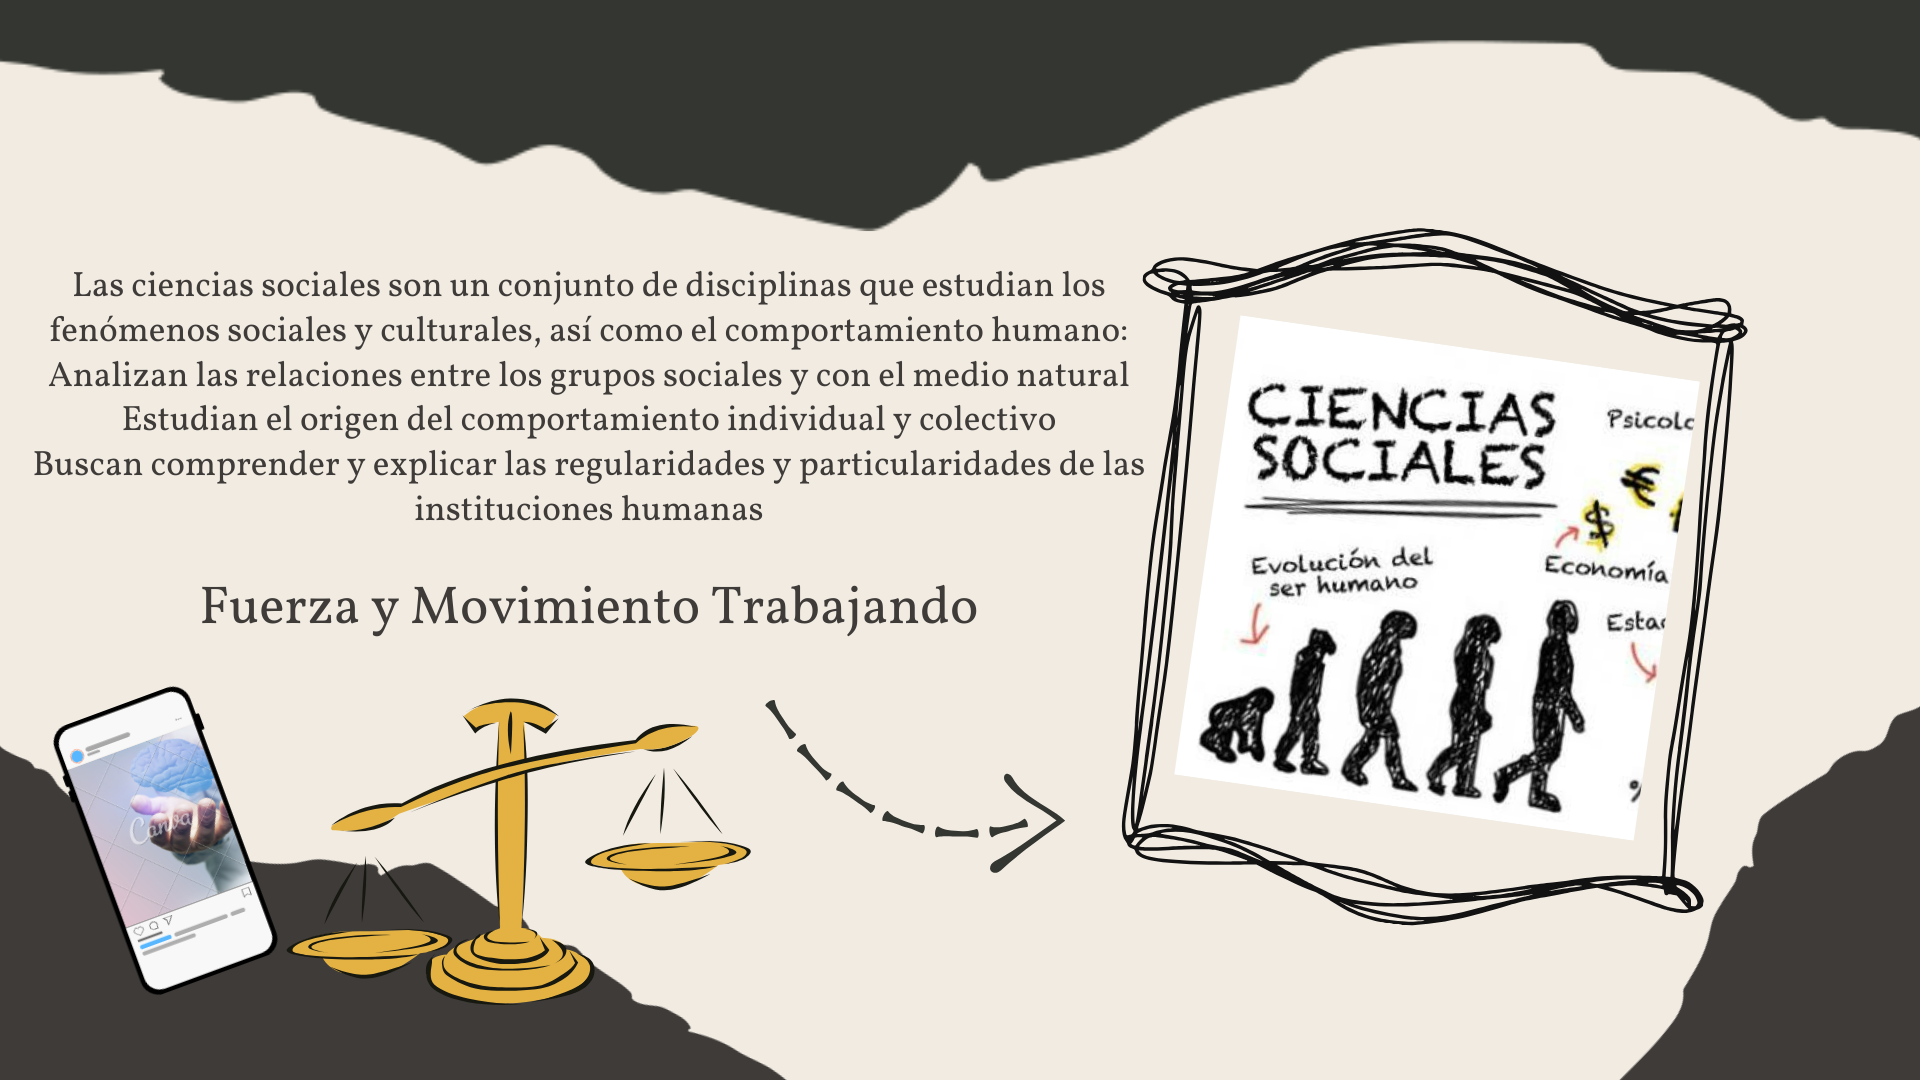 Las ciencias sociales son un conjunto de disciplinas que estudian los
fenómenos sociales y culturales, así como el comportamiento humano:
Analizan las relaciones entre los grupos sociales y con el medio natural
Estudian el origen del comportamiento individual y colectivo
Buscan comprender y explicar las regularidades y particularidades de las
instituciones humanas
Fuerza y Movimiento Trabajando
Canva
CIENCIAS
SOCIALES
Psicolo
€
$
Economía
Evolución del
ser humano
Esta
%